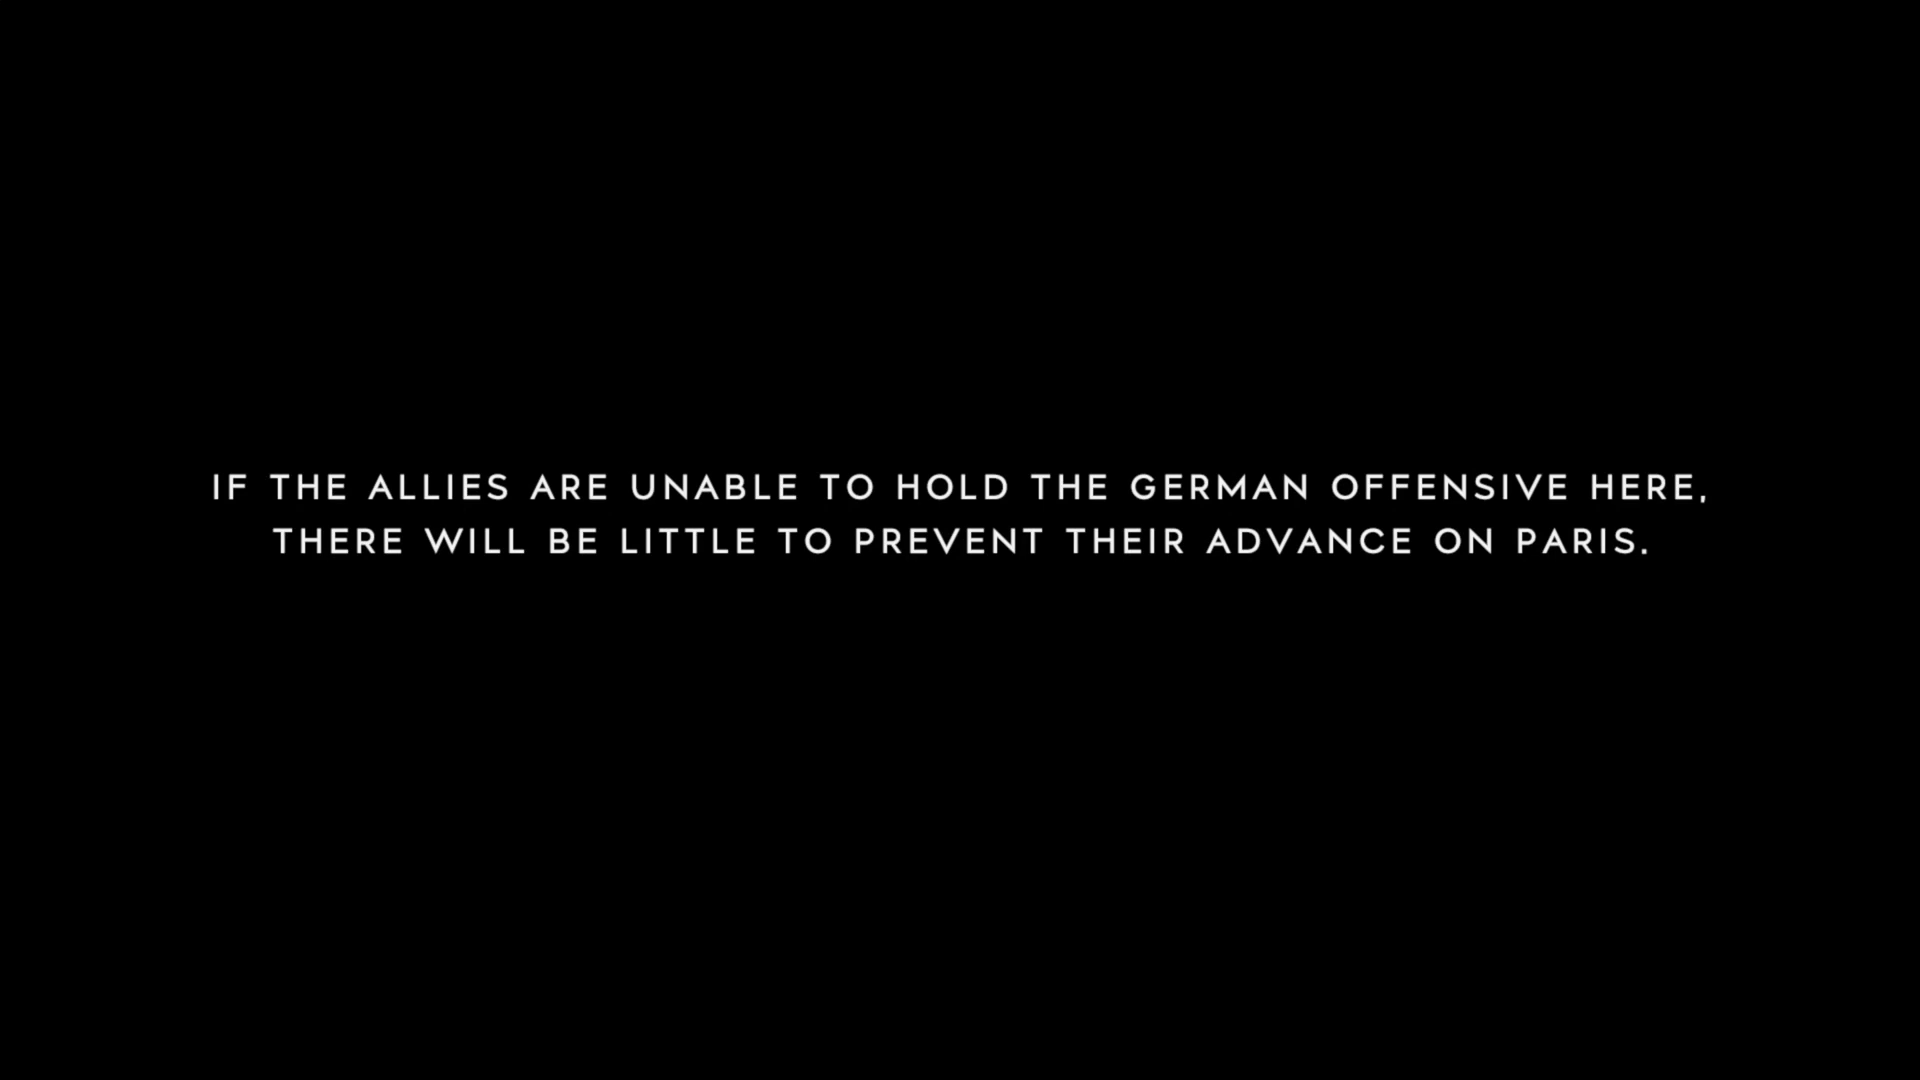 IF THE ALLIES ARE UNABLE TO HOLD THE GERMAN OFFENSIVE HERE,
THERE WILL BE LITTLE TO PREVENT THEIR ADVANCE ON PARIS.